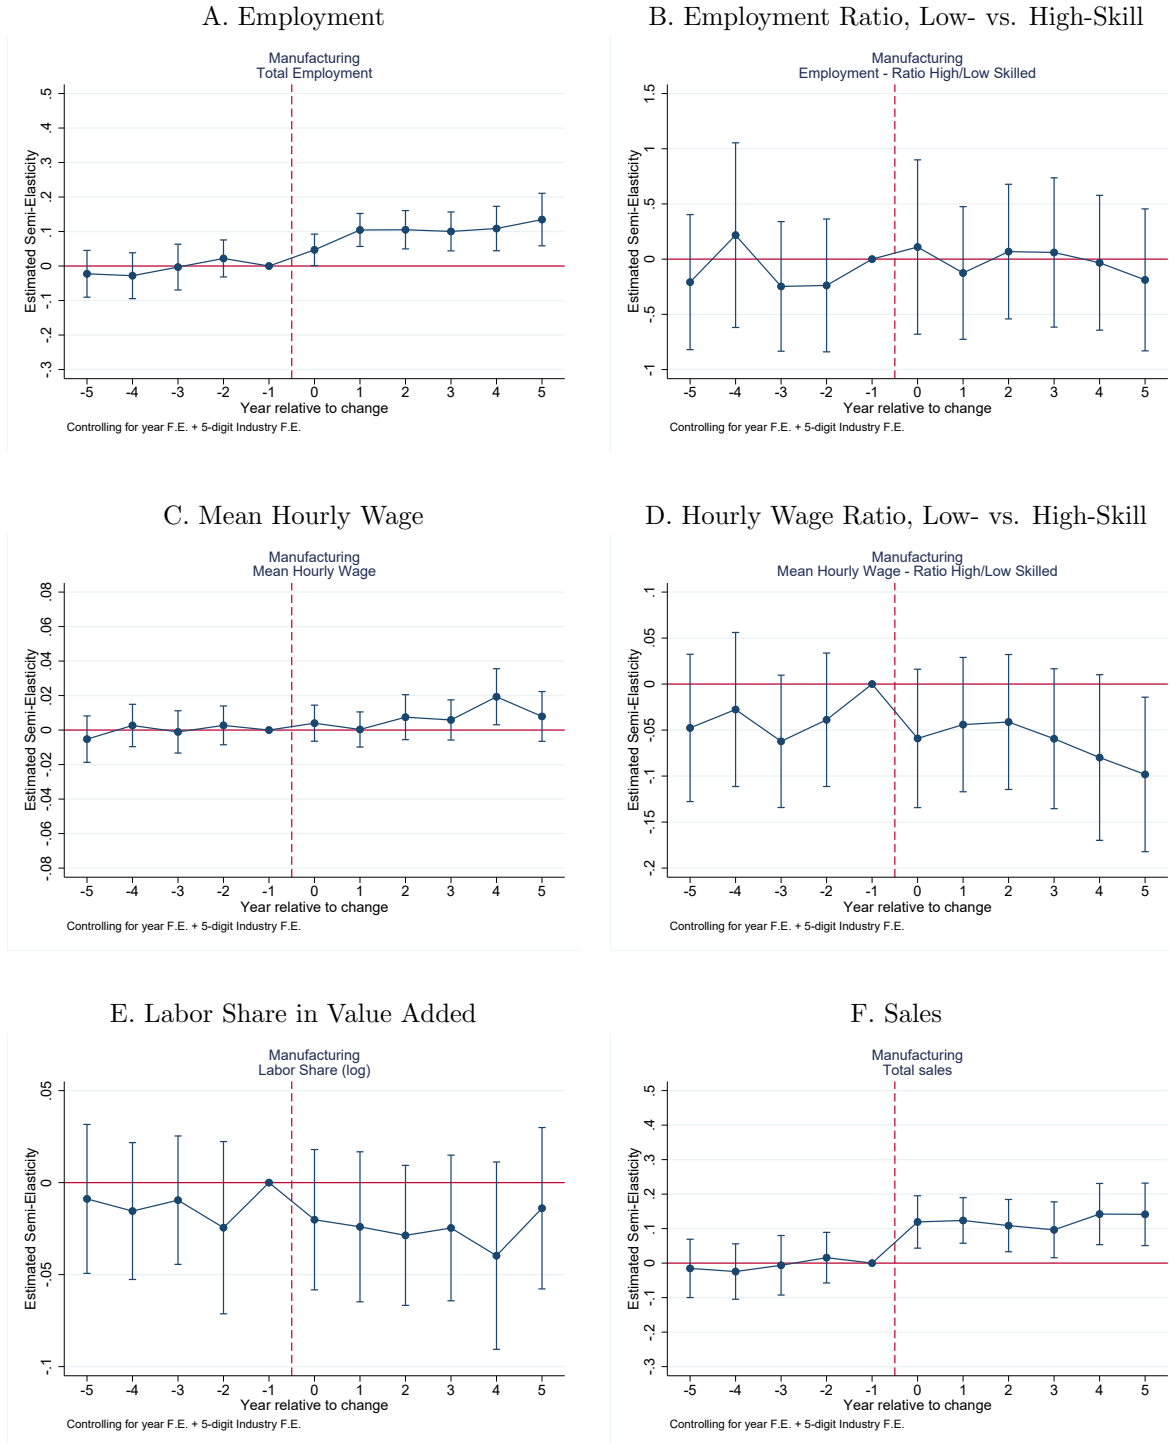 A. Employment
Manufacturing
Total Employment
Estimated Semi-Elasticity
.5
.4
.3
.2
.1
0
-.1
-.2
-.3
-5 -4 -3 -2 -1 0 1 2 3 4 5
Year relative to change
Controlling for year F.E. + 5-digit Industry F.E.
B. Employment Ratio, Low- vs. High-Skill
Manufacturing
Employment - Ratio High/Low Skilled
Estimated Semi-Elasticity
1.5
1
.5
0
-.5
-1
-5 -4 -3 -2 -1 0 1 2 3 4 5
Year relative to change
Controlling for year F.E. + 5-digit Industry F.E.
C. Mean Hourly Wage
Manufacturing
Mean Hourly Wage
Estimated Semi-Elasticity
.08
.06
.04
.02
0
-.02
-.04
-.06
-.08
-5 -4 -3 -2 -1 0 1 2 3 4 5
Year relative to change
Controlling for year F.E. + 5-digit Industry F.E.
D. Hourly Wage Ratio, Low- vs. High-Skill
Manufacturing
Mean Hourly Wage - Ratio High/Low Skilled
Estimated Semi-Elasticity
.1
.05
0
-.05
-.1
-.15
-.2
-5 -4 -3 -2 -1 0 1 2 3 4 5
Year relative to change
Controlling for year F.E. + 5-digit Industry F.E.
E. Labor Share in Value Added
Manufacturing
Labor Share (log)
Estimated Semi-Elasticity
.05
0
-.05
-.1
-5 -4 -3 -2 -1 0 1 2 3 4 5
Year relative to change
Controlling for year F.E. + 5-digit Industry F.E.
F. Sales
Manufacturing
Total sales
Estimated Semi-Elasticity
.5
.4
.3
.2
.1
0
-.1
-.2
-.3
-5 -4 -3 -2 -1 0 1 2 3 4 5
Year relative to change
Controlling for year F.E. + 5-digit Industry F.E.